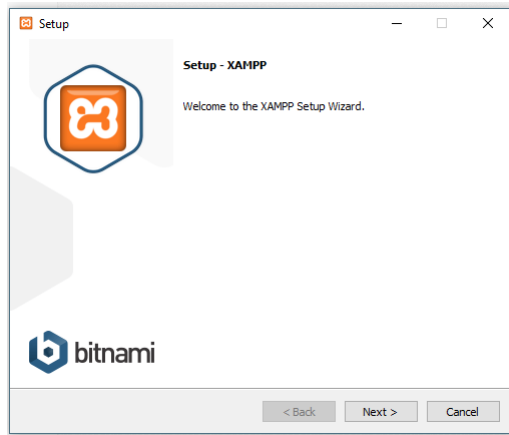 Setup
Setup - XAMPP
Welcome to the XAMPP Setup Wizard.
bitnami
< Back
Next >
Cancel